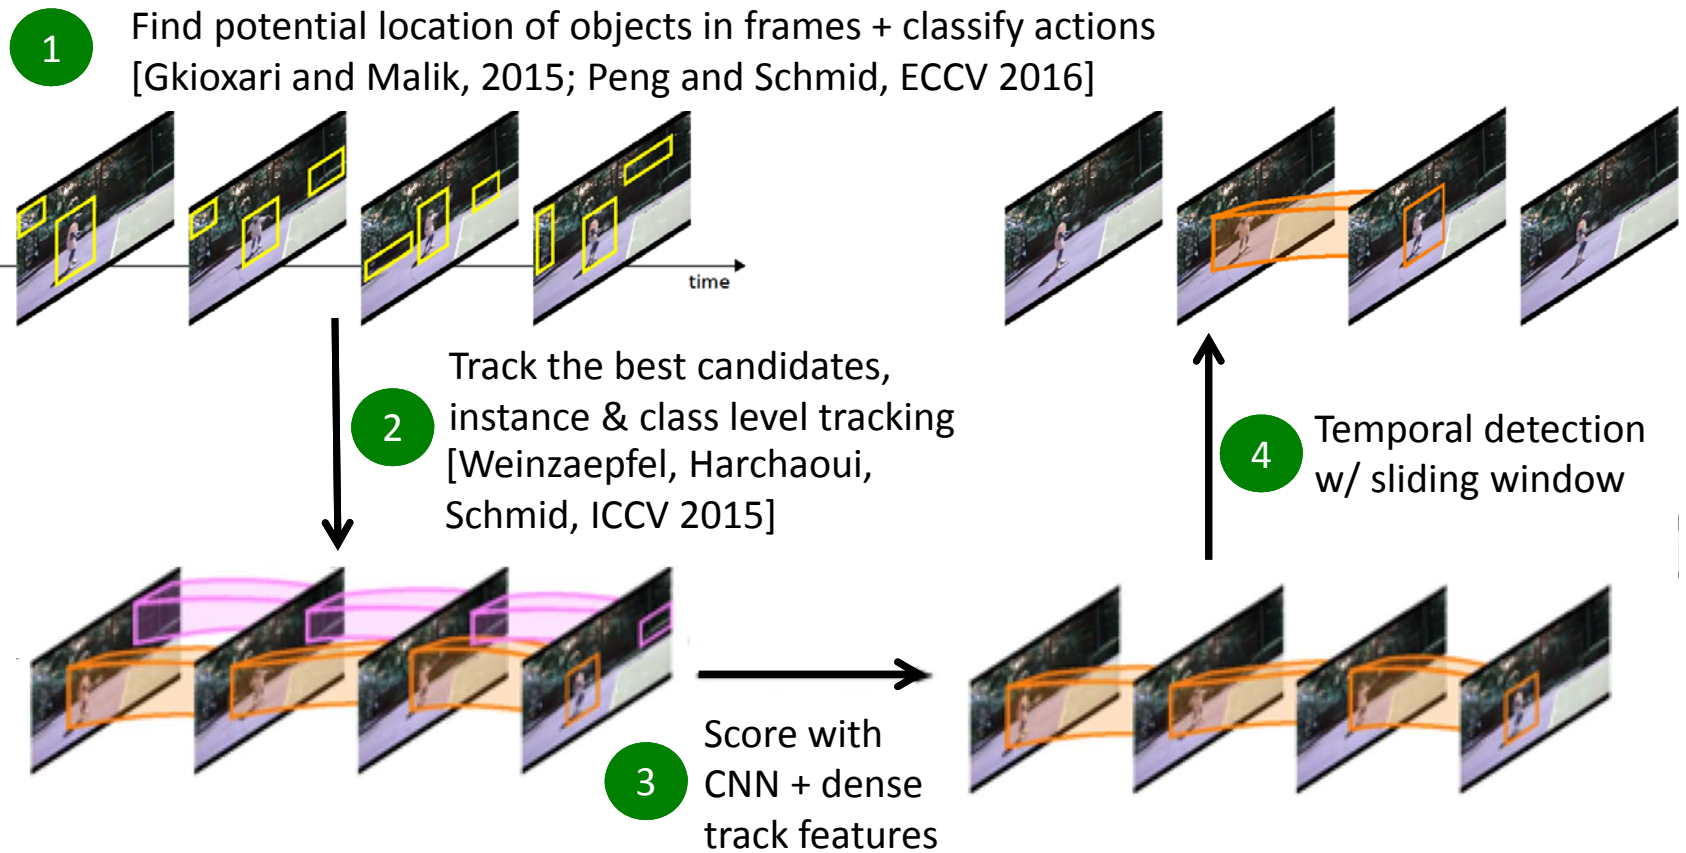 1
Find potential location of objects in frames + classify actions
[Gkioxari and Malik, 2015; Peng and Schmid, ECCV 2016]
time
2
Track the best candidates,
instance & class level tracking
[Weinzaepfel, Harchaoui,
Schmid, ICCV 2015]
3
Score with
CNN + dense
track features
4
Temporal detection
w/ sliding window